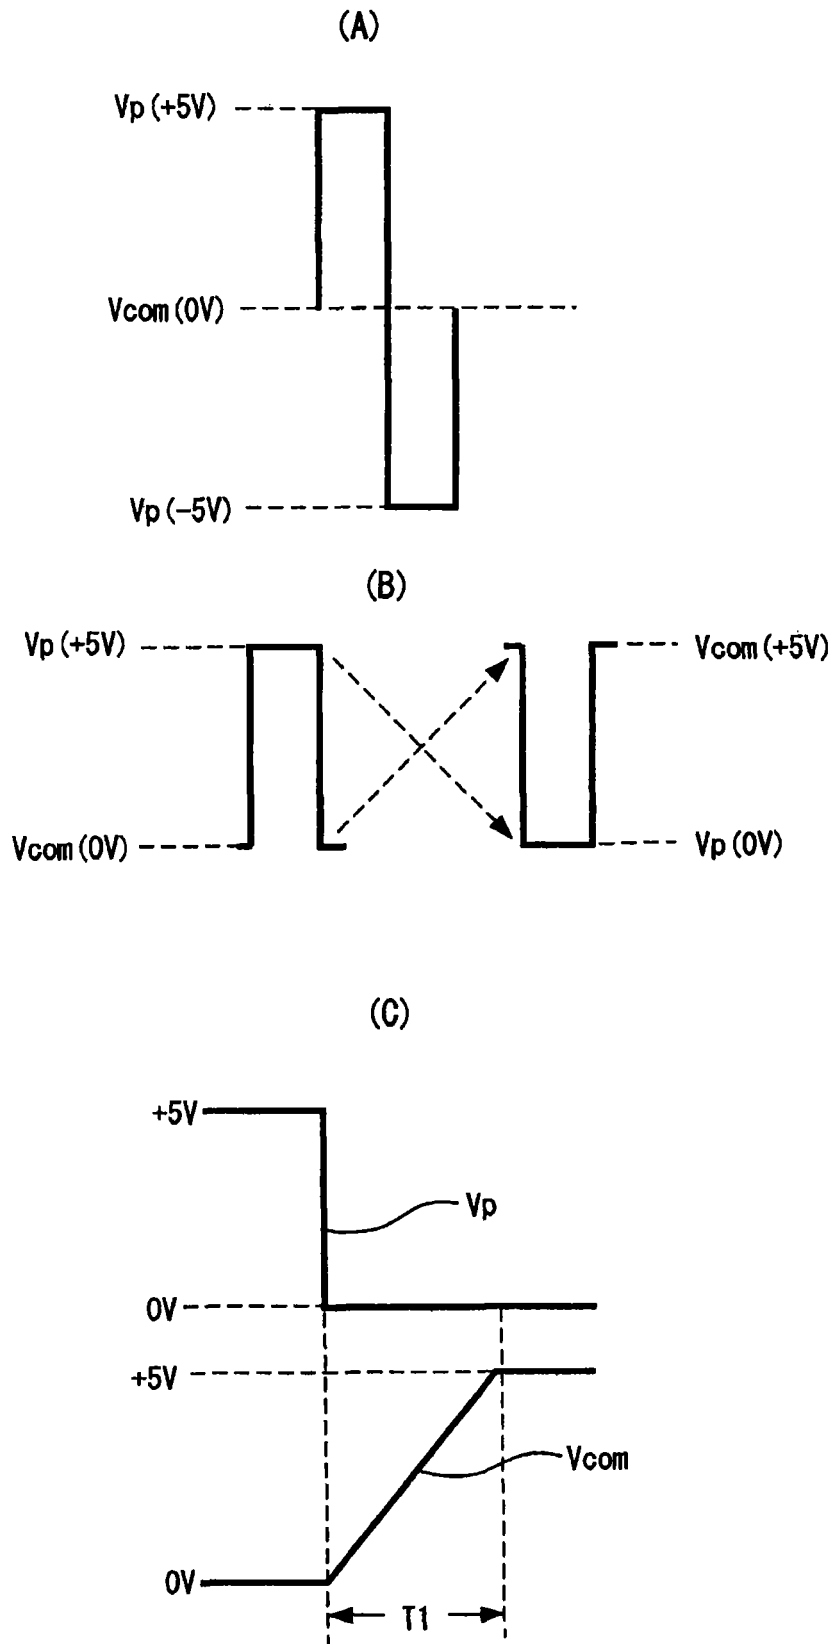 (A)
Vp(+5V)
Vcom(0V)
Vp(-5V)
(B)
Vp(+5V)
Vcom(+5V)
Vcom(0V)
Vp(0V)
(C)
+5V
Vp
0V
+5V
Vcom
0V
T1